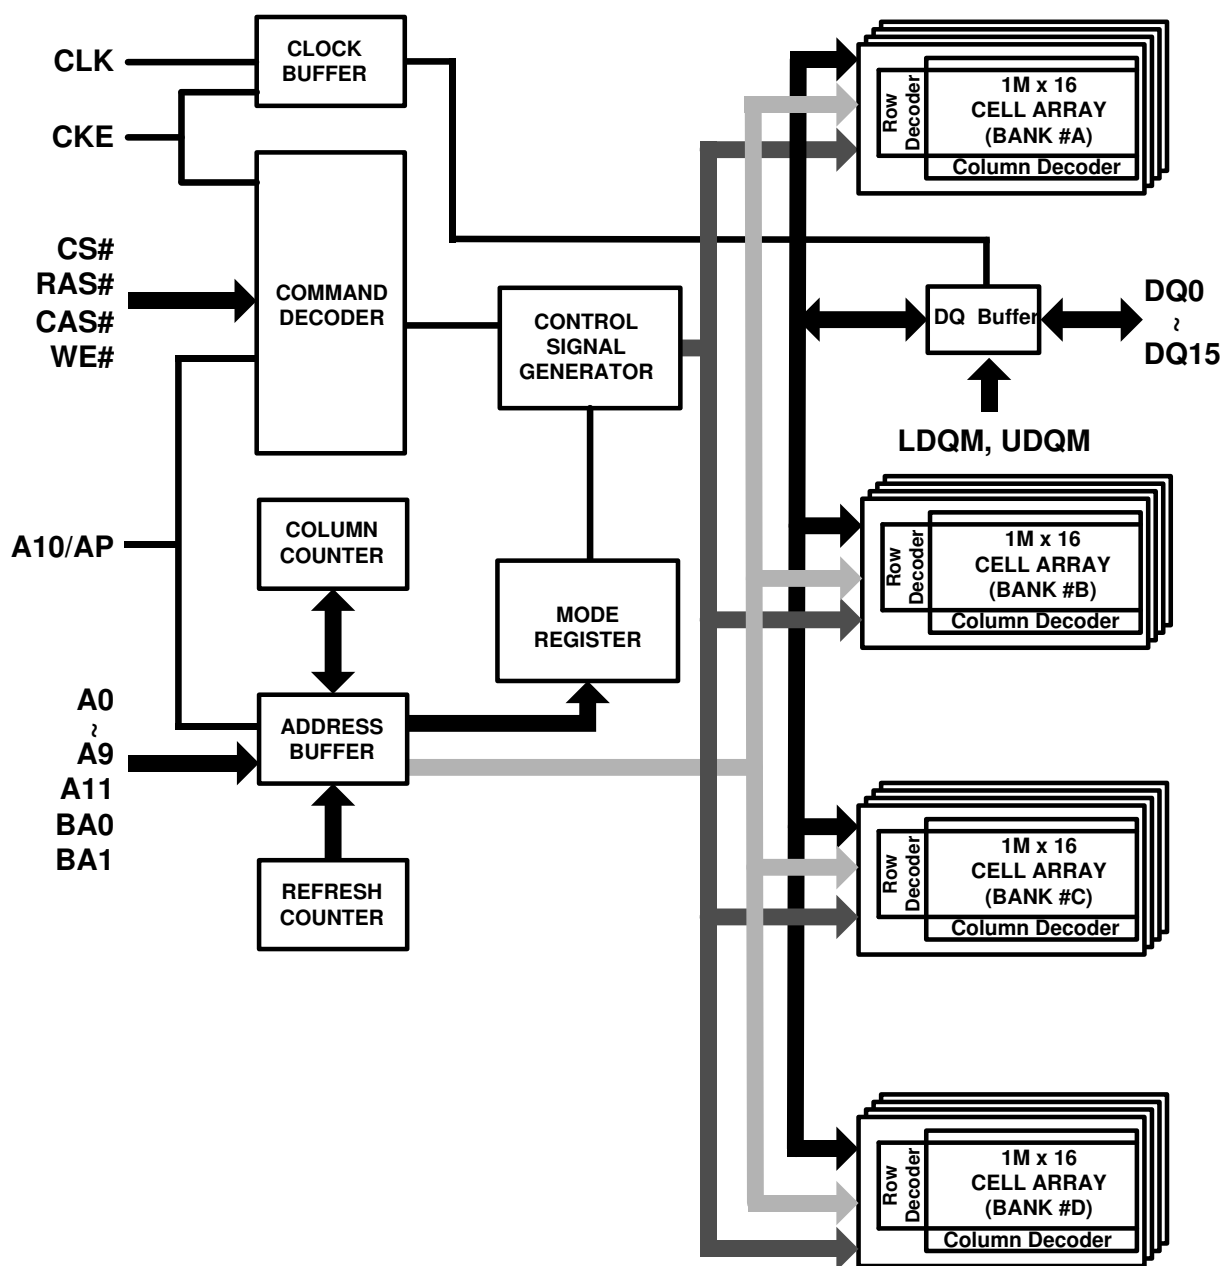 CLK
CKE
CS#
RAS#
CAS#
WE#
A10/AP
A0
~
A9
A11
BA0
BA1
CLOCK
BUFFER
COMMAND
DECODER
COLUMN
COUNTER
ADDRESS
BUFFER
REFRESH
COUNTER
CONTROL
SIGNAL
GENERATOR
MODE
REGISTER
Row
Decoder
1M x 16
CELL ARRAY
(BANK #A)
Column Decoder
DQ Buffer
DQ0
~
DQ15
LDQM, UDQM
Row
Decoder
1M x 16
CELL ARRAY
(BANK #B)
Column Decoder
Row
Decoder
1M x 16
CELL ARRAY
(BANK #C)
Column Decoder
Row
Decoder
1M x 16
CELL ARRAY
(BANK #D)
Column Decoder